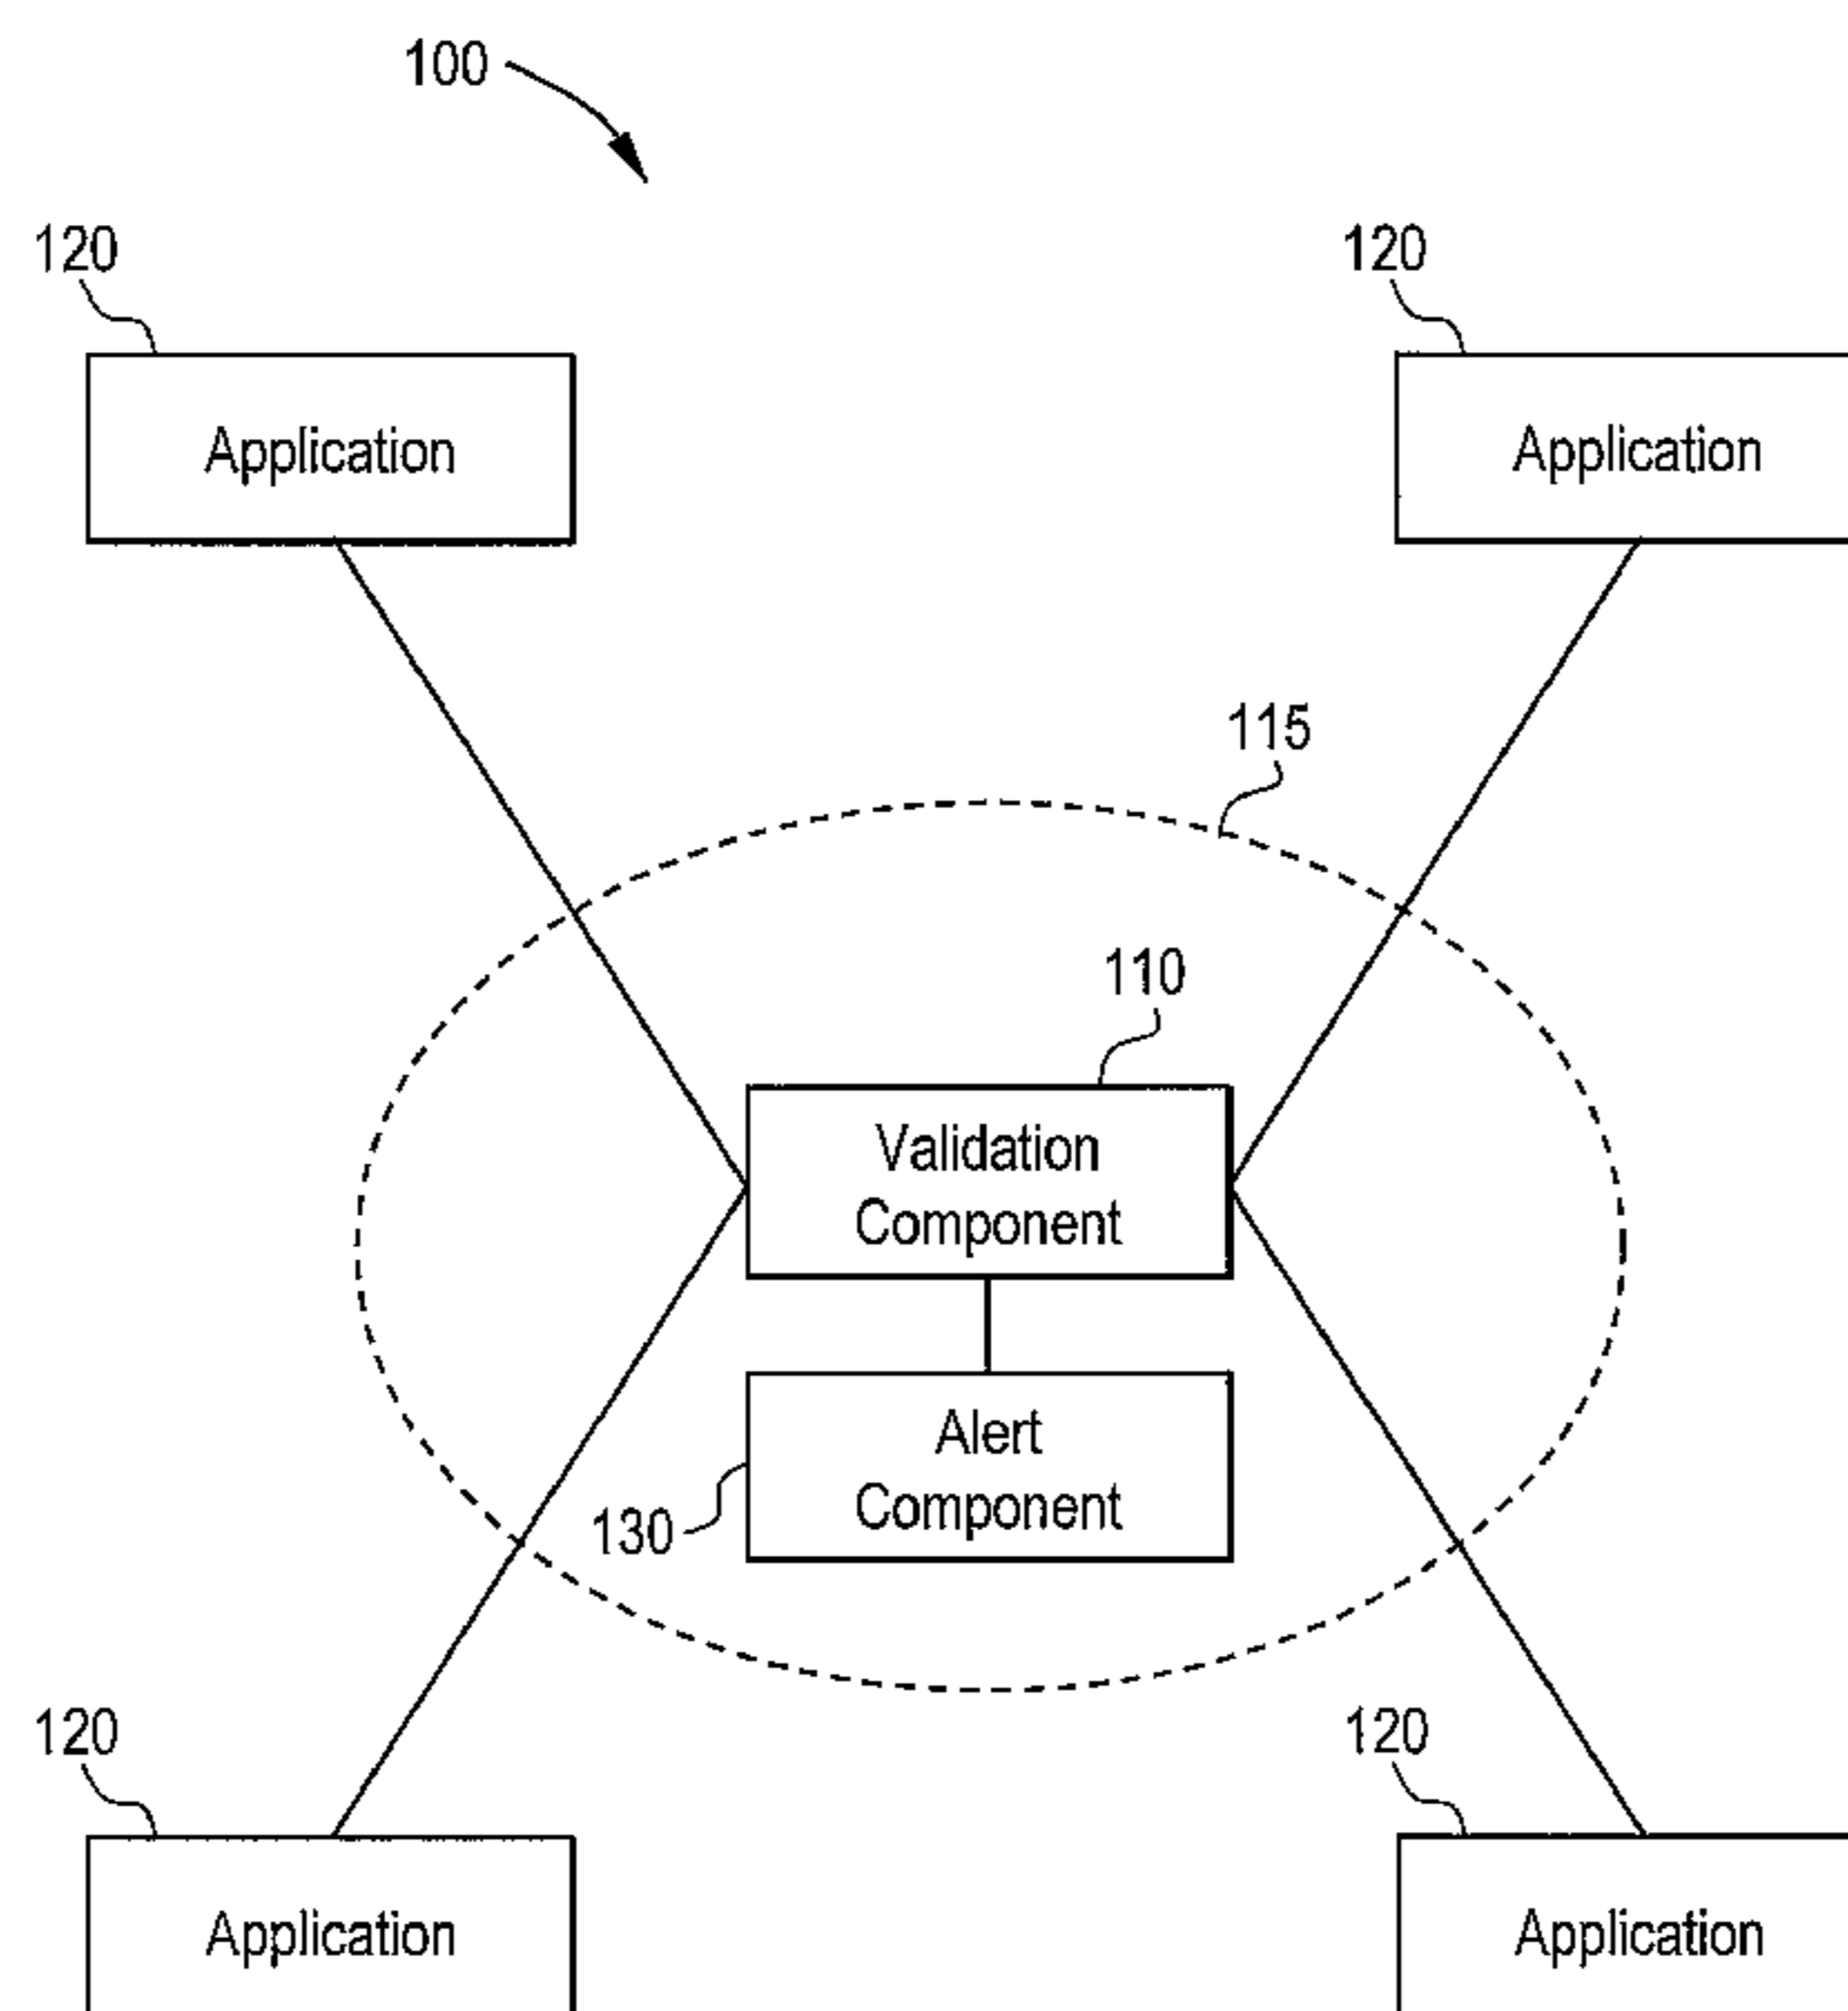 100
120
120
Application
Application
115
110
Validation
Component
Alert
Component
130
120
120
Application
Application